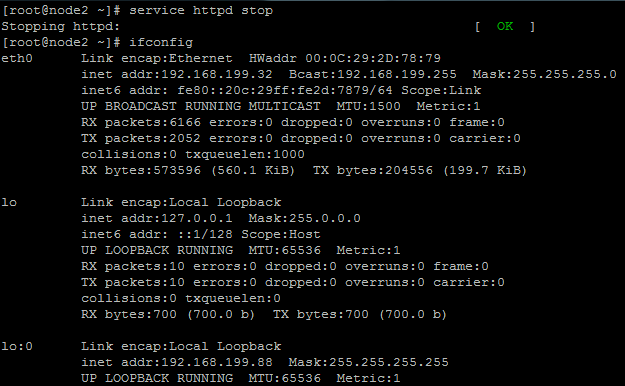 [root@node2 ~]# service httpd stop
Stopping httpd:                                            [  OK  ]
[root@node2 ~]# ifconfig
eth0      Link encap:Ethernet  HWaddr 00:0C:29:2D:78:79
          inet addr:192.168.199.32  Bcast:192.168.199.255  Mask:255.255.255.0
          inet6 addr: fe80::20c:29ff:fe2d:7879/64 Scope:Link
          UP BROADCAST RUNNING MULTICAST  MTU:1500  Metric:1
          RX packets:6166 errors:0 dropped:0 overruns:0 frame:0
          TX packets:2052 errors:0 dropped:0 overruns:0 carrier:0
          collisions:0 txqueuelen:1000
          RX bytes:573596 (560.1 KiB)  TX bytes:204556 (199.7 KiB)
lo        Link encap:Local Loopback
          inet addr:127.0.0.1  Mask:255.0.0.0
          inet6 addr: ::1/128 Scope:Host
          UP LOOPBACK RUNNING  MTU:65536  Metric:1
          RX packets:10 errors:0 dropped:0 overruns:0 frame:0
          TX packets:10 errors:0 dropped:0 overruns:0 carrier:0
          collisions:0 txqueuelen:0
          RX bytes:700 (700.0 b)  TX bytes:700 (700.0 b)
lo:0      Link encap:Local Loopback
          inet addr:192.168.199.88  Mask:255.255.255.255
          UP LOOPBACK RUNNING  MTU:65536  Metric:1